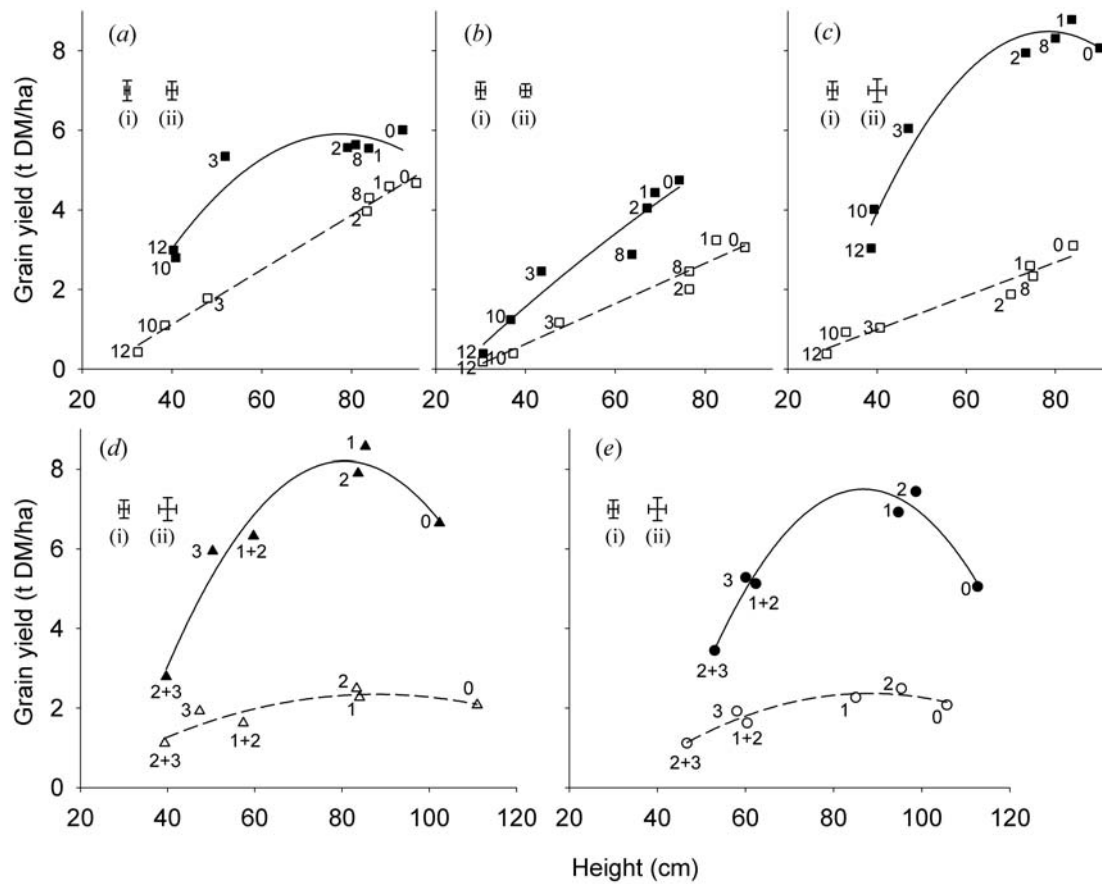 (a) (b) (c)
8
6
4
2
0
(i) (ii) (i) (ii) (i) (ii)
12 10 3 2 8 1 0
12 10 3 2 8 1 0
12 10 3 8 2 1 0
12 10 3 2 8 1 0
12 10 3 2 8 1 0
12 10 3 2 8 1 0
Grain yield (t DM/ha)
20 40 60 80 20 40 60 80 20 40 60 80
(d) (e)
8
6
4
2
0
(i) (ii) (i) (ii)
2+3 3 1+2 2 1 0
2+3 3 1+2 2 1 0
2+3 3 1+2 1 2 0
2+3 3 1+2 1 2 0
Grain yield (t DM/ha)
20 40 60 80 100 120 20 40 60 80 100 120
Height (cm)